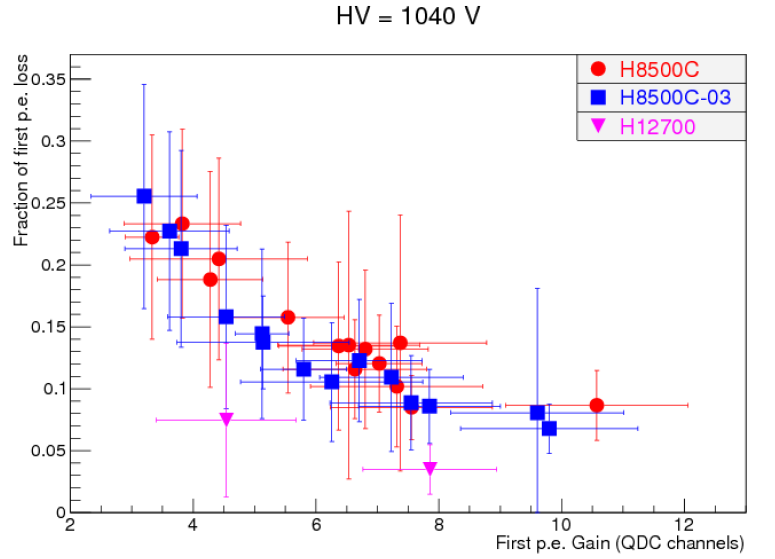 HV = 1040 V
Fraction of first p.e. loss
0.35
0.3
0.25
0.2
0.15
0.1
0.05
0
H8500C
H8500C-03
H12700
2 4 6 8 10 12
First p.e. Gain (QDC channels)